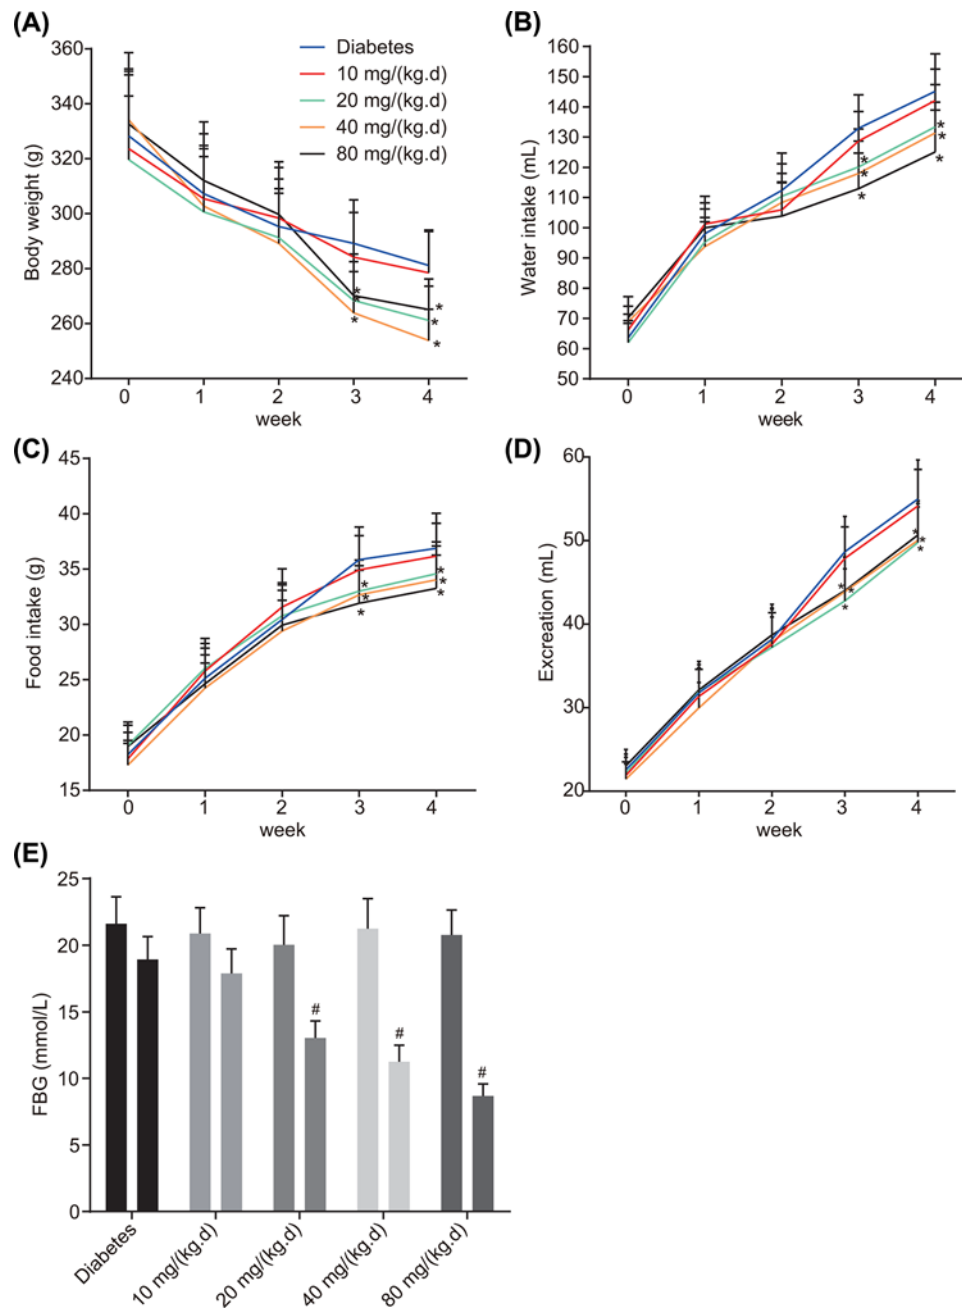 (A)
Body weight (g)
360
340
320
300
280
260
240
0 1 2 3 4
week
Diabetes
10 mg/(kg.d)
20 mg/(kg.d)
40 mg/(kg.d)
80 mg/(kg.d)
*
*
*
*
*
(B)
Water intake (mL)
160
150
140
130
120
110
100
90
80
70
60
50
0 1 2 3 4
week
*
*
*
*
*
*
(C)
Food intake (g)
45
40
35
30
25
20
15
0 1 2 3 4
week
*
*
*
*
*
*
(D)
Excreation (mL)
60
50
40
30
20
0 1 2 3 4
week
*
*
*
*
*
*
(E)
FBG (mmol/L)
25
20
15
10
5
0
#
#
#
Diabetes
10 mg/(kg.d)
20 mg/(kg.d)
40 mg/(kg.d)
80 mg/(kg.d)